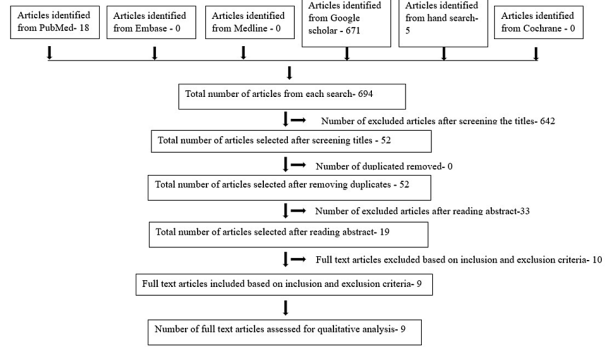 Articles identified
from PubMed- 18
Articles identified
from Embase - 0
Articles identified
from Medline - 0
Articles identified
from Google
scholar - 671
Articles identified
from hand search-
5
Articles identified
from Cochrane - 0
Total number of articles from each search- 694
Number of excluded articles after screening the titles- 642
Total number of articles selected after screening titles - 52
Number of duplicated removed- 0
Total number of articles selected after removing duplicates - 52
Number of excluded articles after reading abstract-33
Total number of articles selected after reading abstract- 19
Full text articles excluded based on inclusion and exclusion criteria- 10
Full text articles included based on inclusion and exclusion criteria- 9
Number of full text articles assessed for qualitative analysis- 9